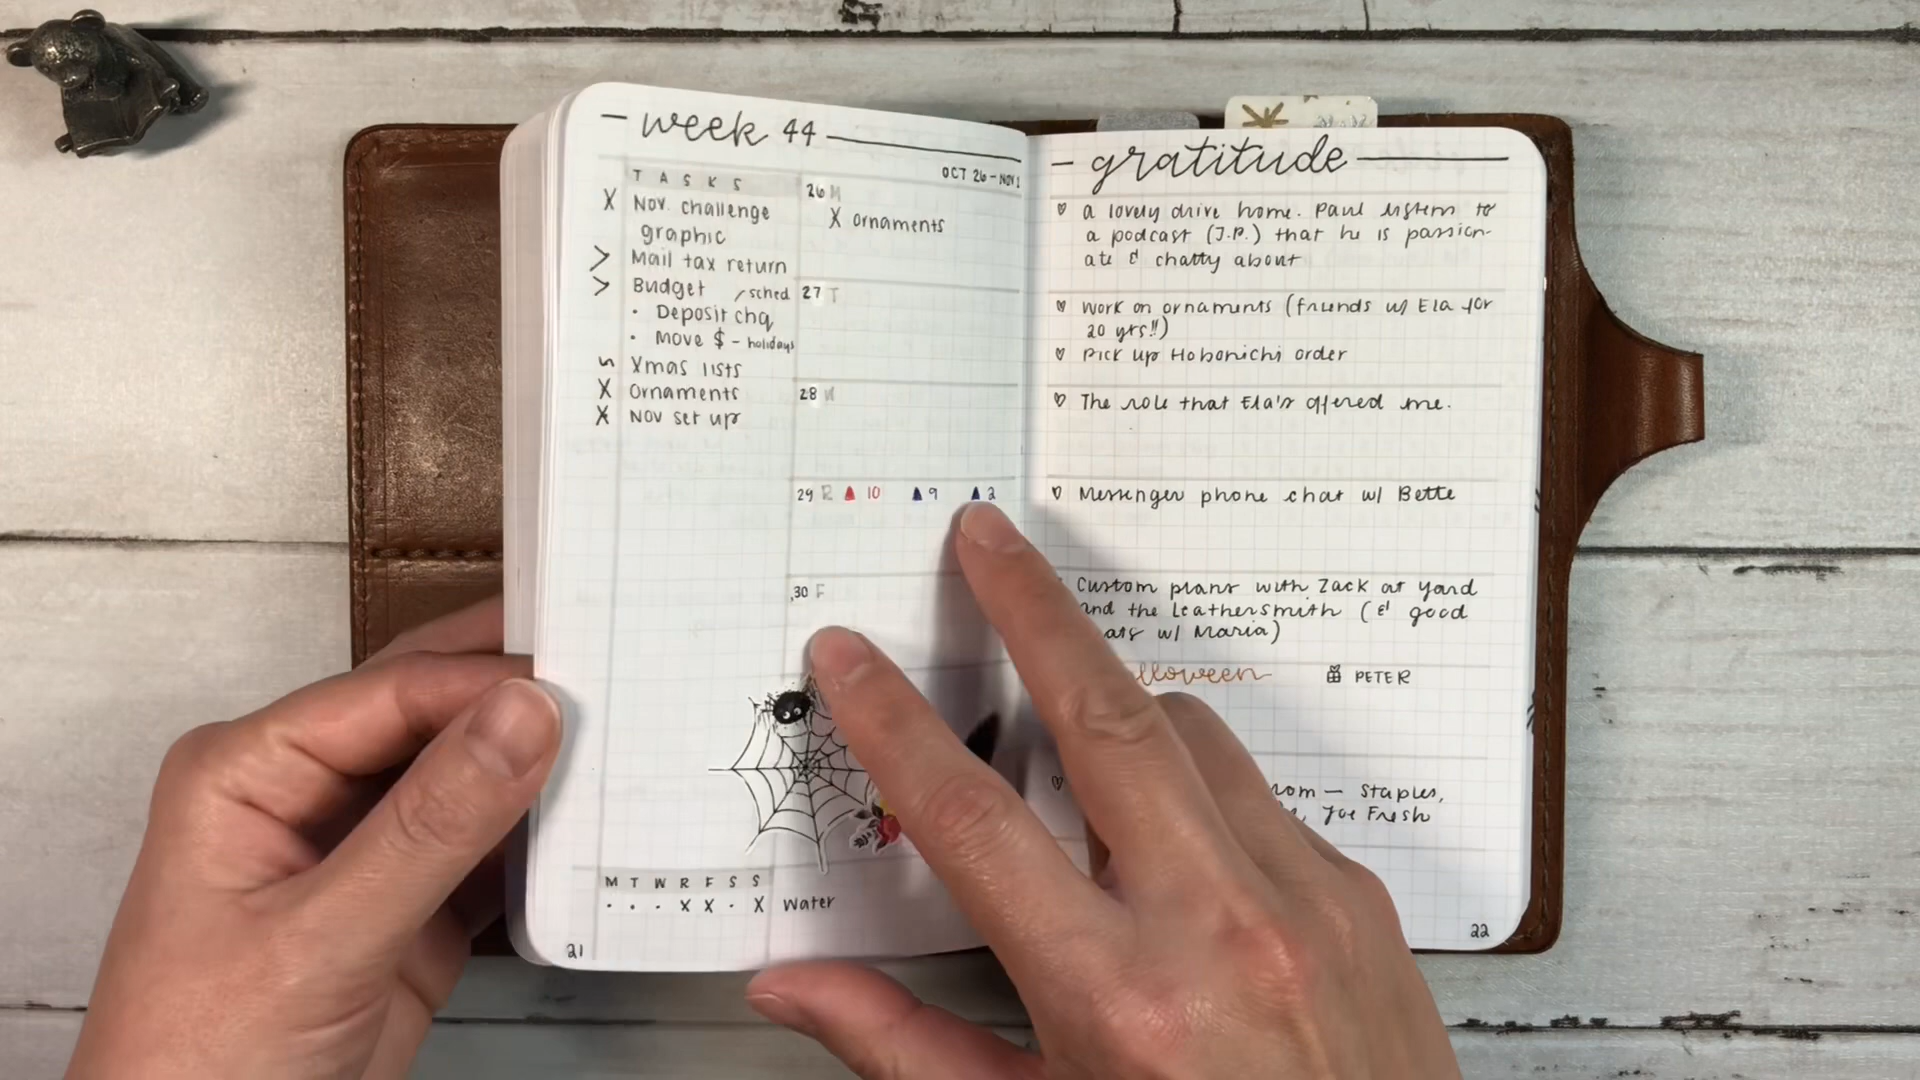 week 44
OCT 26 - NOV 1
TASKS
X Nov. challenge
graphic
> Mail tax return
> Budget /sched
• Deposit chq
• Move $ - holidays
Xmas lists
X Ornaments
X Nov set up
26 M
X Ornaments
27 T
28 W
29 R 10 9 2
30 F
M T W R F S S
• • • X X • X Water
21
gratitude
♡ a lovely drive home. Paul listens to
a podcast (J.P.) that he is passion-
ate & chatty about
♡ Work on ornaments (friends w/ Ela for
20 yrs!!)
♡ Pick up Hobonichi order
♡ The role that Ela's offered me.
♡ Messenger phone chat w/ Bette
Custom plans with Zack at Yard
and the Leathersmith (& good
w/ Maria)
PETER
— Staples,
Joe Fresh
22